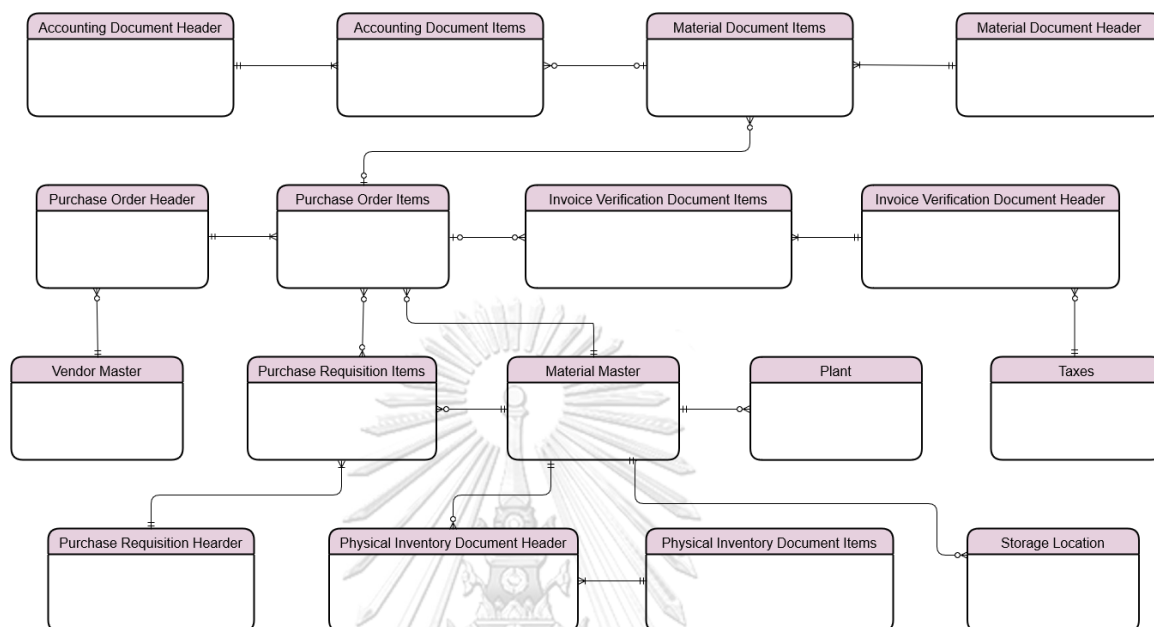 Accounting Document Header
Accounting Document Items
Material Document Items
Material Document Header
Purchase Order Header
Purchase Order Items
Invoice Verification Document Items
Invoice Verification Document Header
Vendor Master
Purchase Requisition Items
Material Master
Plant
Taxes
Purchase Requisition Hearder
Physical Inventory Document Header
Physical Inventory Document Items
Storage Location